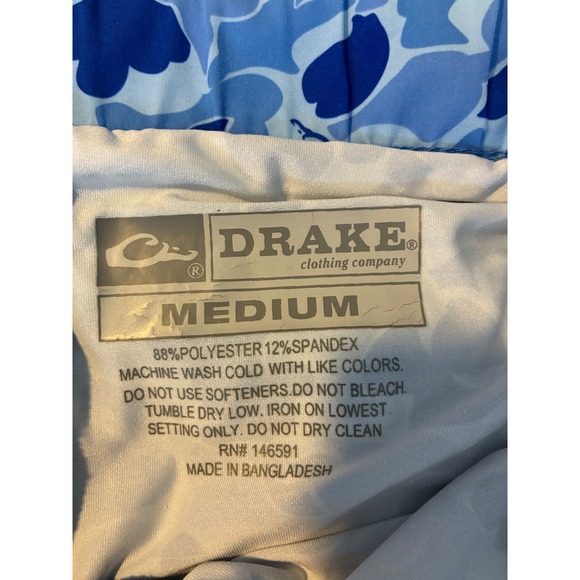 ®
DRAKE®
clothing company
MEDIUM
88%POLYESTER 12%SPANDEX
MACHINE WASH COLD WITH LIKE COLORS.
DO NOT USE SOFTENERS.DO NOT BLEACH.
TUMBLE DRY LOW. IRON ON LOWEST
SETTING ONLY. DO NOT DRY CLEAN
RN# 146591
MADE IN BANGLADESH